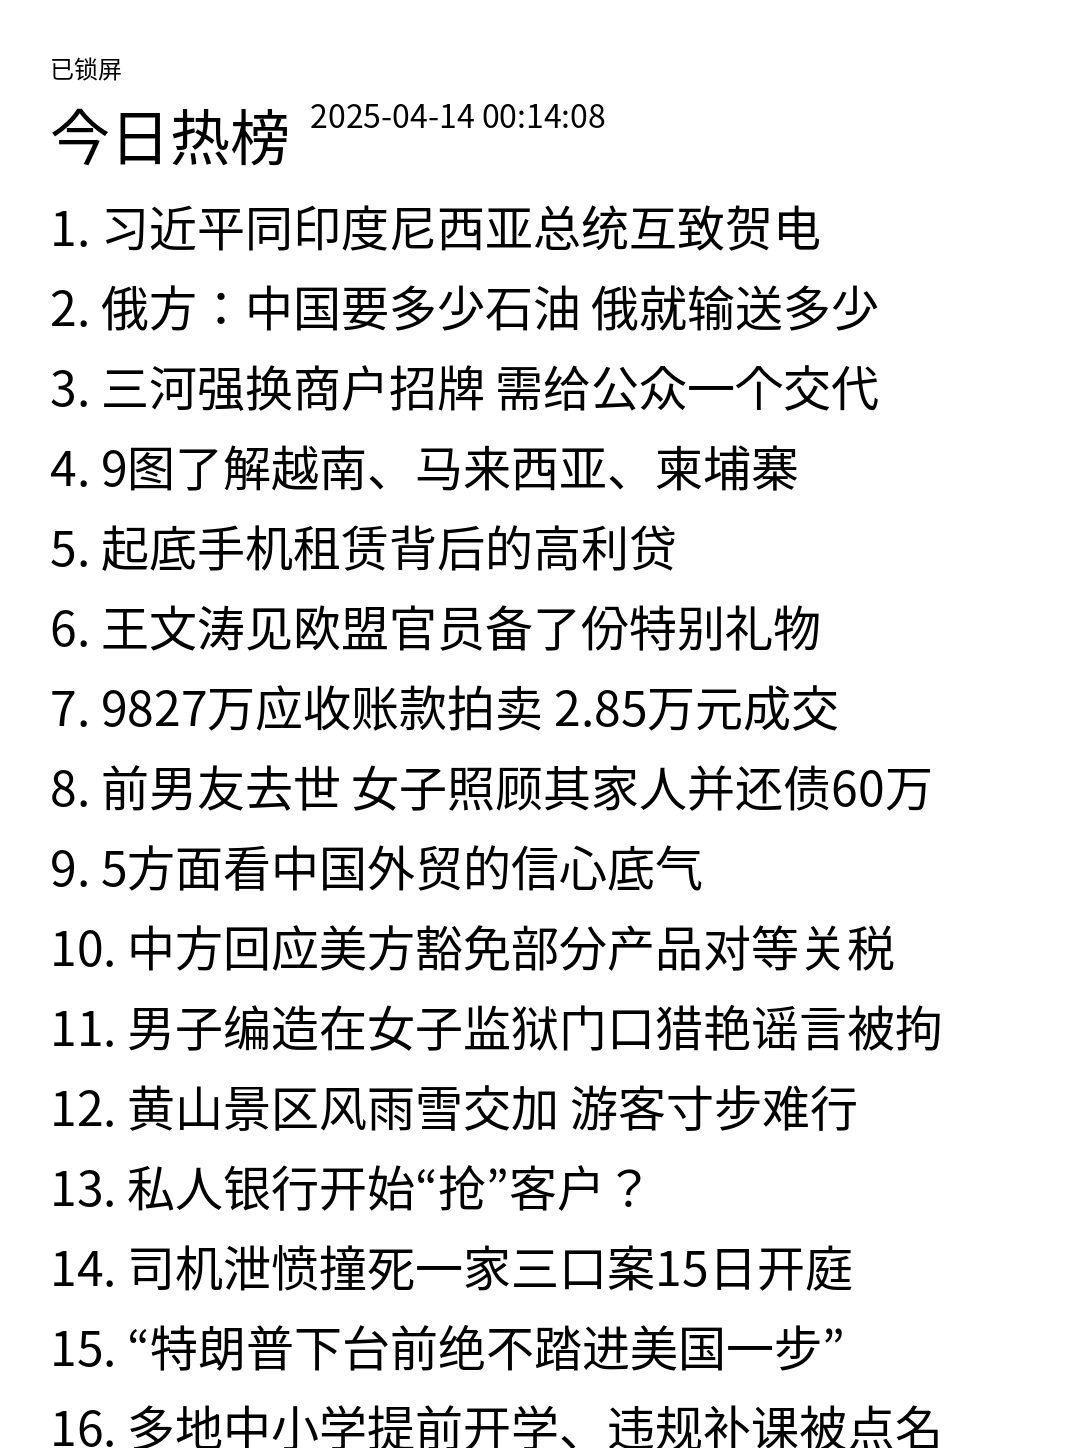 已锁屏
今日热榜 2025-04-14 00:14:08
1. 习近平同印度尼西亚总统互致贺电
2. 俄方：中国要多少石油 俄就输送多少
3. 三河强换商户招牌 需给公众一个交代
4. 9图了解越南、马来西亚、柬埔寨
5. 起底手机租赁背后的高利贷
6. 王文涛见欧盟官员备了份特别礼物
7. 9827万应收账款拍卖 2.85万元成交
8. 前男友去世 女子照顾其家人并还债60万
9. 5方面看中国外贸的信心底气
10. 中方回应美方豁免部分产品对等关税
11. 男子编造在女子监狱门口猎艳谣言被拘
12. 黄山景区风雨雪交加 游客寸步难行
13. 私人银行开始“抢”客户？
14. 司机泄愤撞死一家三口案15日开庭
15. “特朗普下台前绝不踏进美国一步”
16. 多地中小学提前开学、违规补课被点名